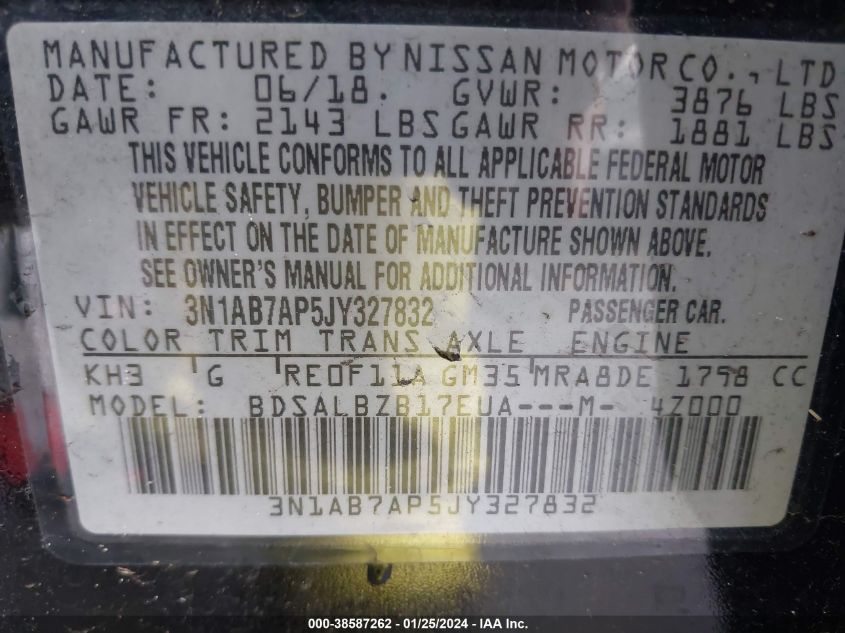 MANUFACTURED BY NISSAN MOTOR CO., LTD
DATE: 06/18. GVWR: 3876 LBS
GAWR FR: 2143 LBS GAWR RR: 1881 LBS
THIS VEHICLE CONFORMS TO ALL APPLICABLE FEDERAL MOTOR
VEHICLE SAFETY, BUMPER AND THEFT PREVENTION STANDARDS
IN EFFECT ON THE DATE OF MANUFACTURE SHOWN ABOVE.
SEE OWNER'S MANUAL FOR ADDITIONAL INFORMATION.
VIN: 3N1AB7AP5JY327832 PASSENGER CAR.
COLOR TRIM TRANS AXLE ENGINE
KH3 G RE0F11A GM35 MRA8DE 1798 CC
MODEL: BDSALBZB17EUA---M- 4Z000
3N1AB7AP5JY327832
000-38587262 - 01/25/2024 - IAA Inc.